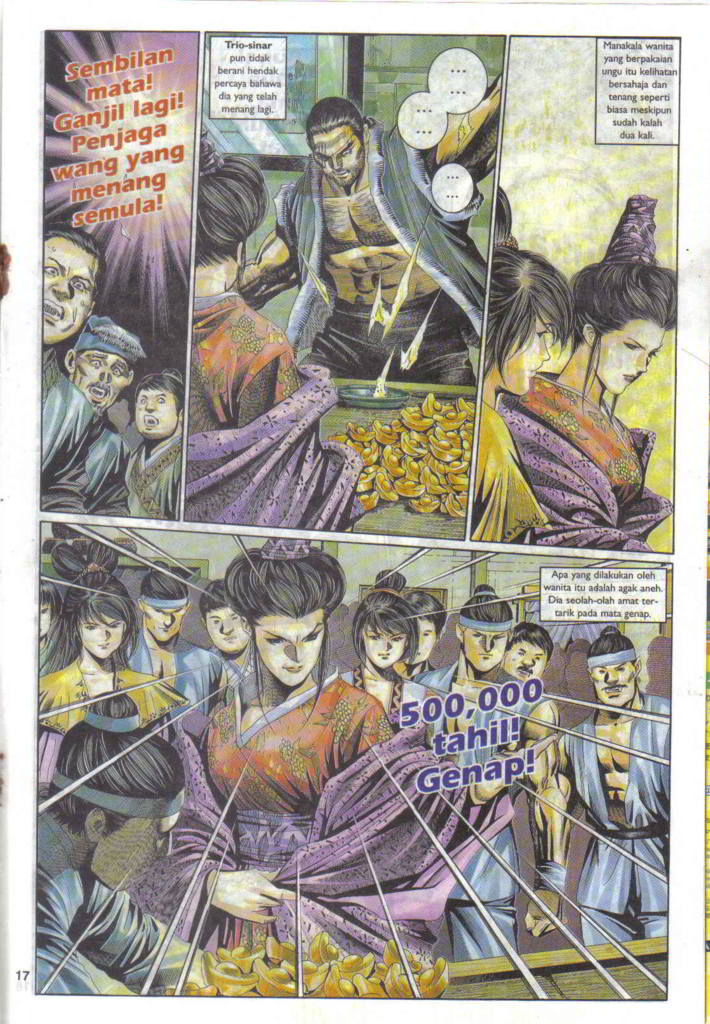 Sembilan
mata!
Ganjil lagi!
Penjaga
wang yang
menang
semula!
Trio-sinar
pun tidak
berani hendak
percaya bahawa
dia yang telah
menang lagi.
...
...
...
...
...
...
Manakala wanita
yang berpakaian
ungu itu kelihatan
bersahaja dan
tenang seperti
biasa meskipun
sudah kalah
dua kali.
Apa yang dilakukan oleh
wanita itu adalah agak aneh.
Dia seolah-olah amat ter-
tarik pada mata genap.
500,000
tahil!
Genap!
17